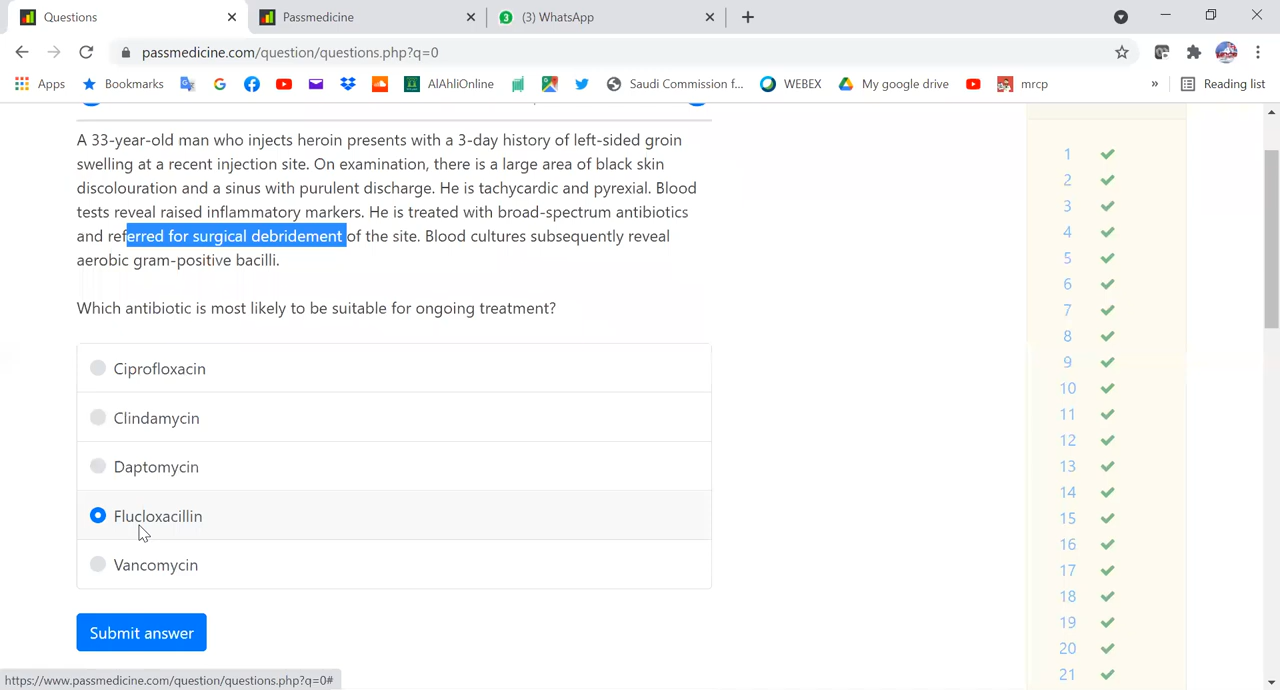 Questions
Passmedicine
(3) WhatsApp
passmedicine.com/question/questions.php?q=0
Apps
Bookmarks
AlAhliOnline
Saudi Commission f...
WEBEX
My google drive
mrcp
»
Reading list
A 33-year-old man who injects heroin presents with a 3-day history of left-sided groin
swelling at a recent injection site. On examination, there is a large area of black skin
discolouration and a sinus with purulent discharge. He is tachycardic and pyrexial. Blood
tests reveal raised inflammatory markers. He is treated with broad-spectrum antibiotics
and referred for surgical debridement of the site. Blood cultures subsequently reveal
aerobic gram-positive bacilli.
Which antibiotic is most likely to be suitable for ongoing treatment?
Ciprofloxacin
Clindamycin
Daptomycin
Flucloxacillin
Vancomycin
Submit answer
https://www.passmedicine.com/question/questions.php?q=0#
1
2
3
4
5
6
7
8
9
10
11
12
13
14
15
16
17
18
19
20
21